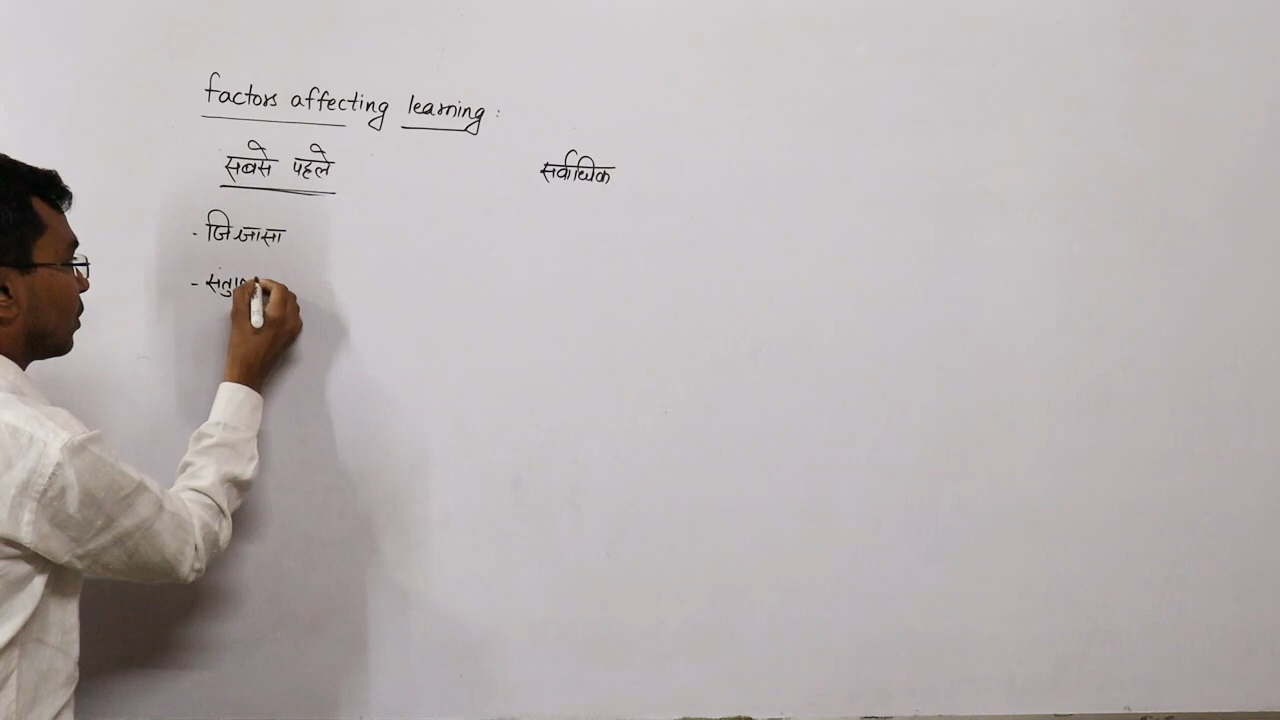 factors affecting learning :
सबसे पहले
सर्वाधिक
- जिज्ञासा
-